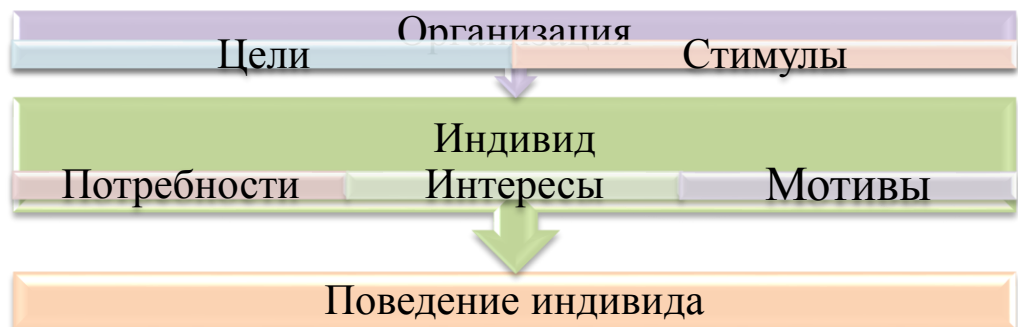 Организация
Цели Стимулы
Индивид
Потребности Интересы Мотивы
Поведение индивида